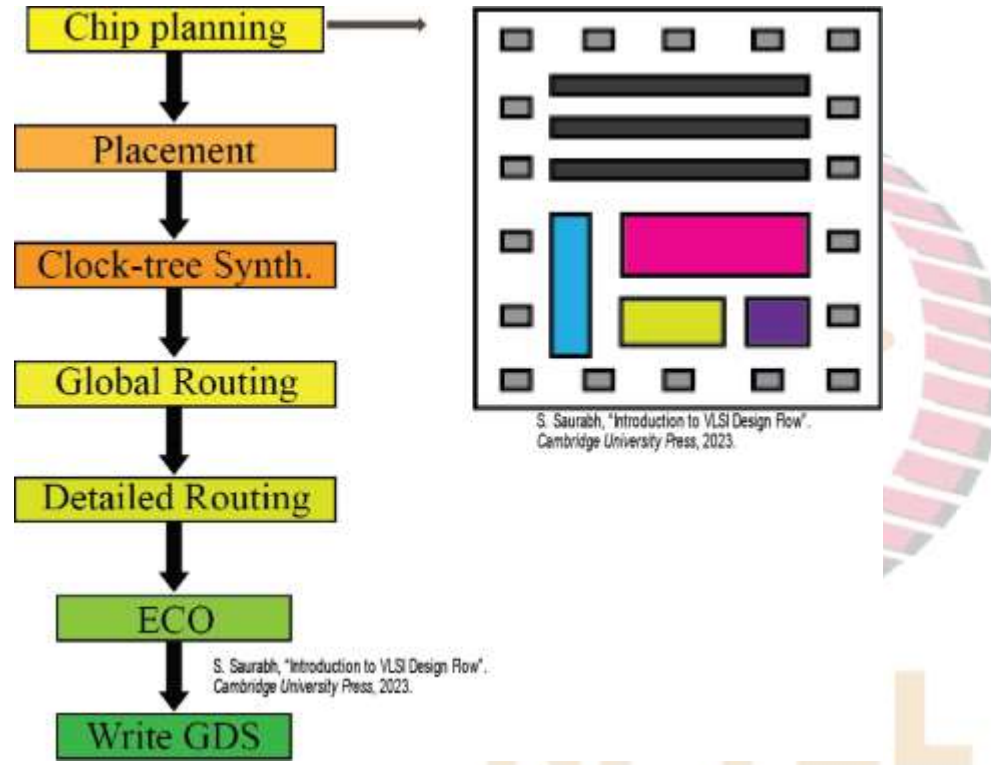 Chip planning
Placement
Clock-tree Synth.
Global Routing
Detailed Routing
ECO
Write GDS
S. Saurabh, "Introduction to VLSI Design Flow".
Cambridge University Press, 2023.
S. Saurabh, "Introduction to VLSI Design Flow".
Cambridge University Press, 2023.